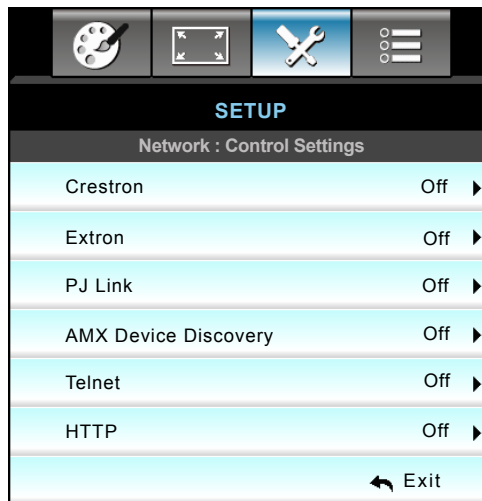 SETUP
Network : Control Settings
Crestron Off
Extron Off
PJ Link Off
AMX Device Discovery Off
Telnet Off
HTTP Off
Exit